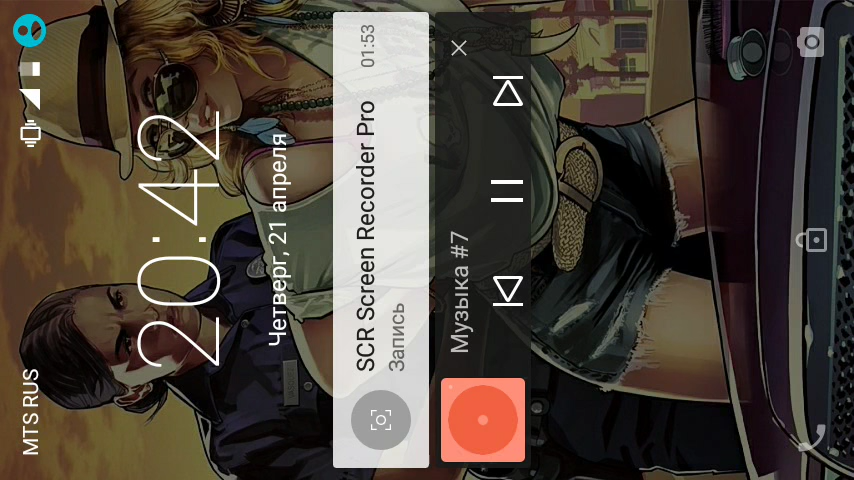 MTS RUS
20:42
Четверг, 21 апреля
SCR Screen Recorder Pro 01:53
Запись
Музыка #7